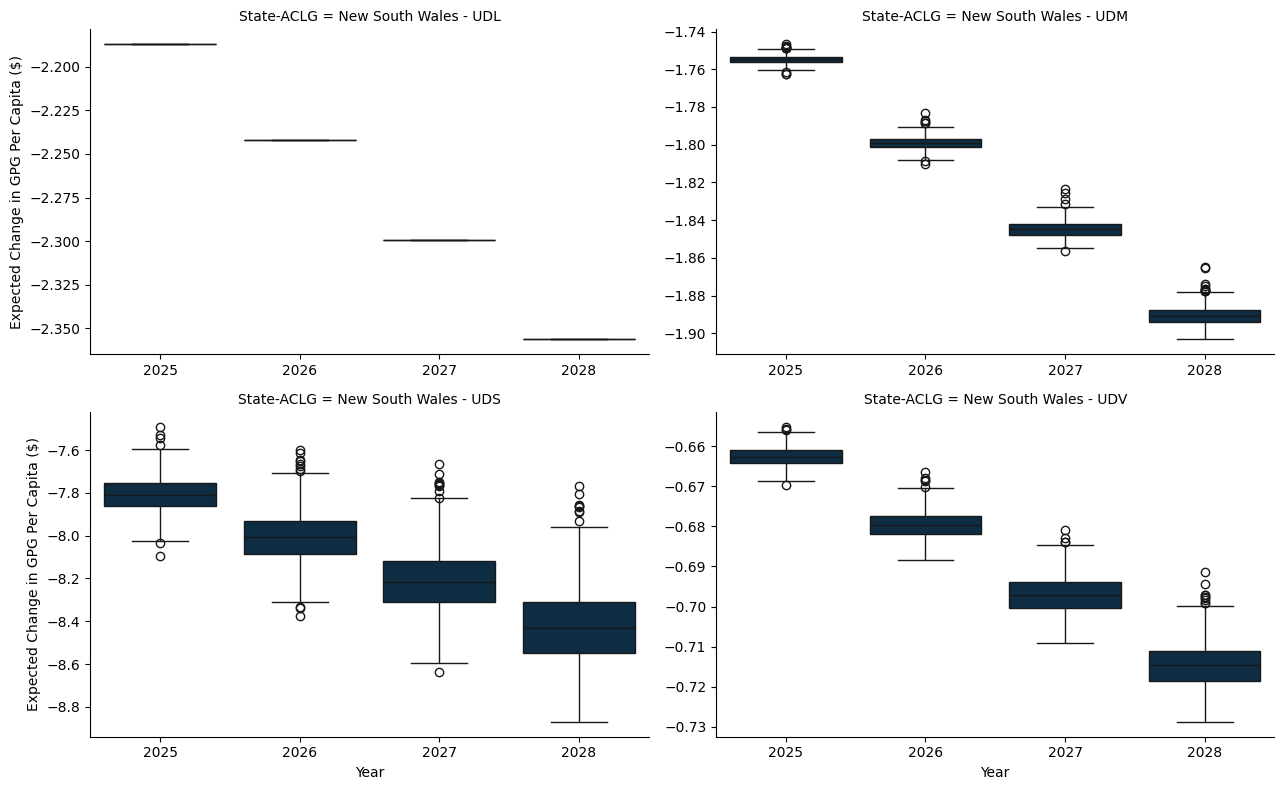 State-ACLG = New South Wales - UDL
Expected Change in GPG Per Capita ($)
−2.200
−2.225
−2.250
−2.275
−2.300
−2.325
−2.350
2025 2026 2027 2028
State-ACLG = New South Wales - UDM
−1.74
−1.76
−1.78
−1.80
−1.82
−1.84
−1.86
−1.88
−1.90
2025 2026 2027 2028
State-ACLG = New South Wales - UDS
Expected Change in GPG Per Capita ($)
−7.6
−7.8
−8.0
−8.2
−8.4
−8.6
−8.8
2025 2026 2027 2028
Year
State-ACLG = New South Wales - UDV
−0.66
−0.67
−0.68
−0.69
−0.70
−0.71
−0.72
−0.73
2025 2026 2027 2028
Year